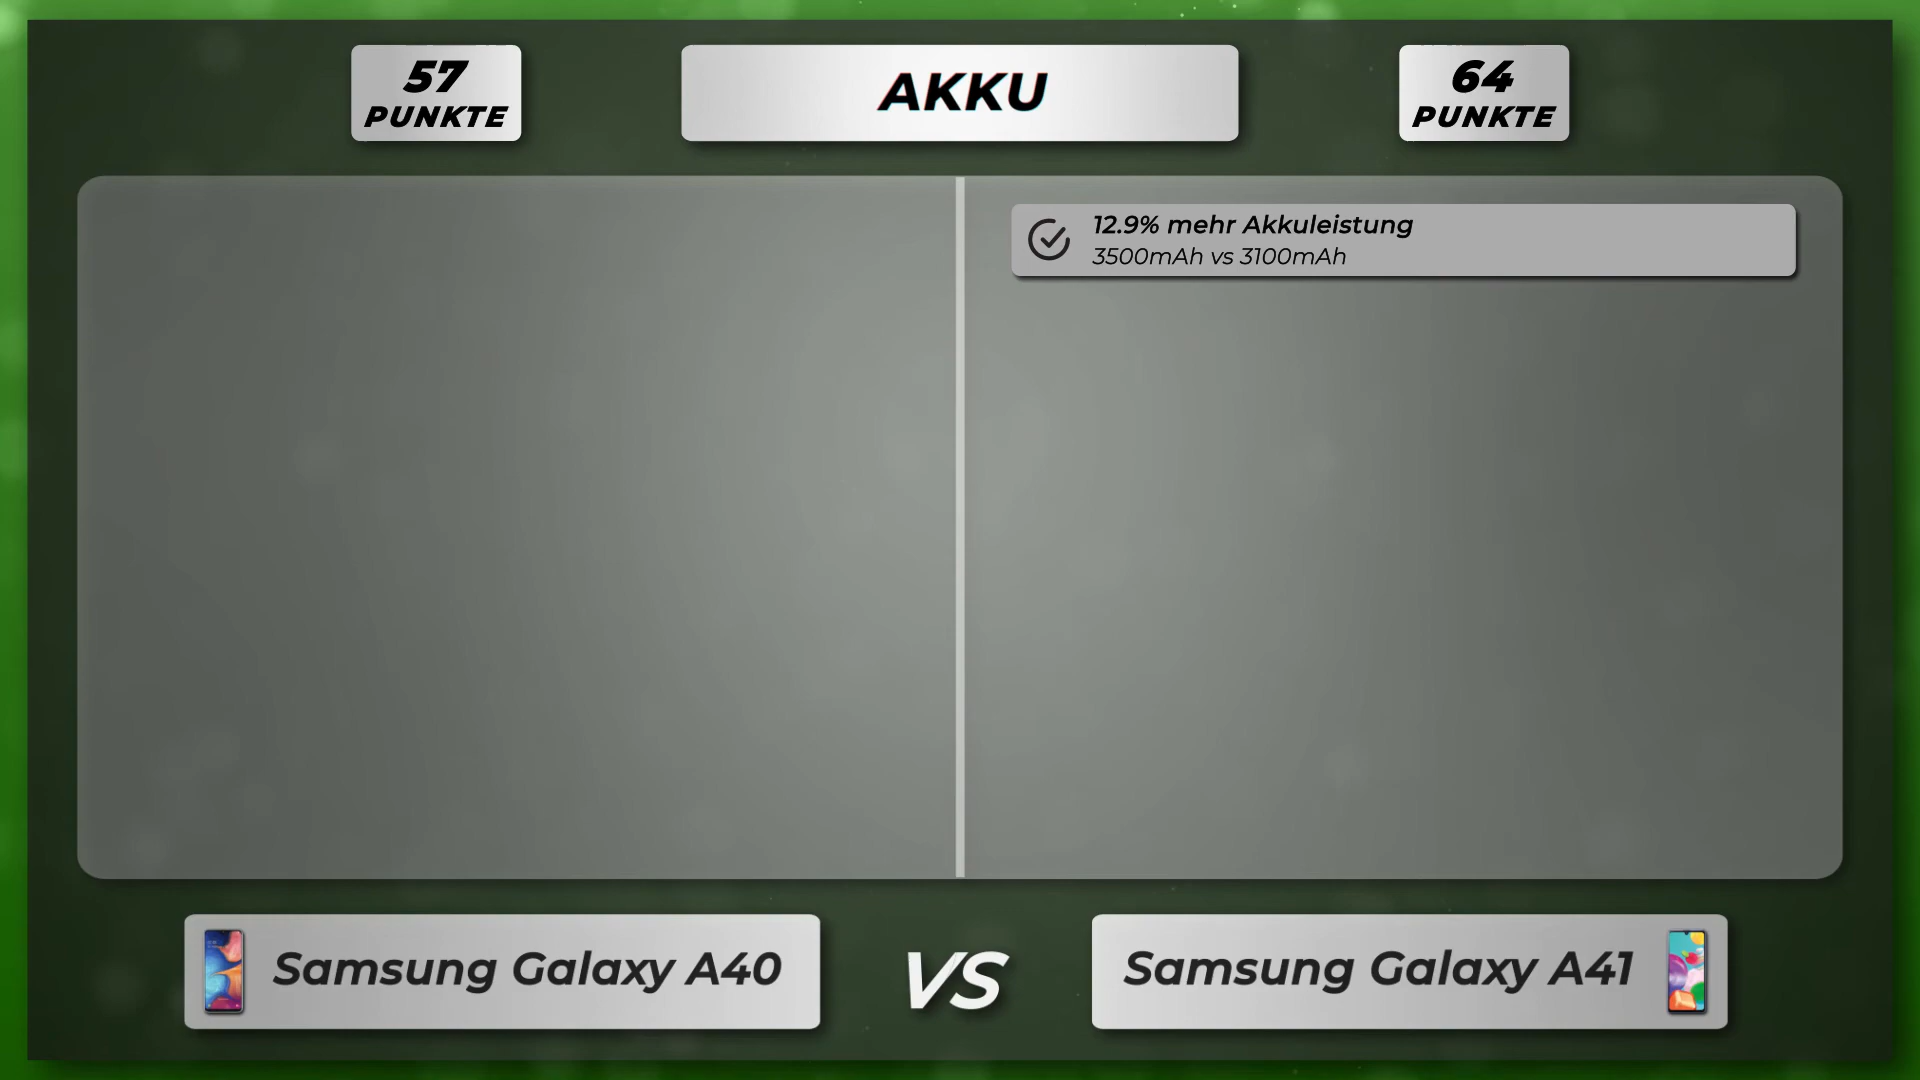 57
PUNKTE
AKKU
64
PUNKTE
12.9% mehr Akkuleistung
3500mAh vs 3100mAh
Samsung Galaxy A40
VS
Samsung Galaxy A41